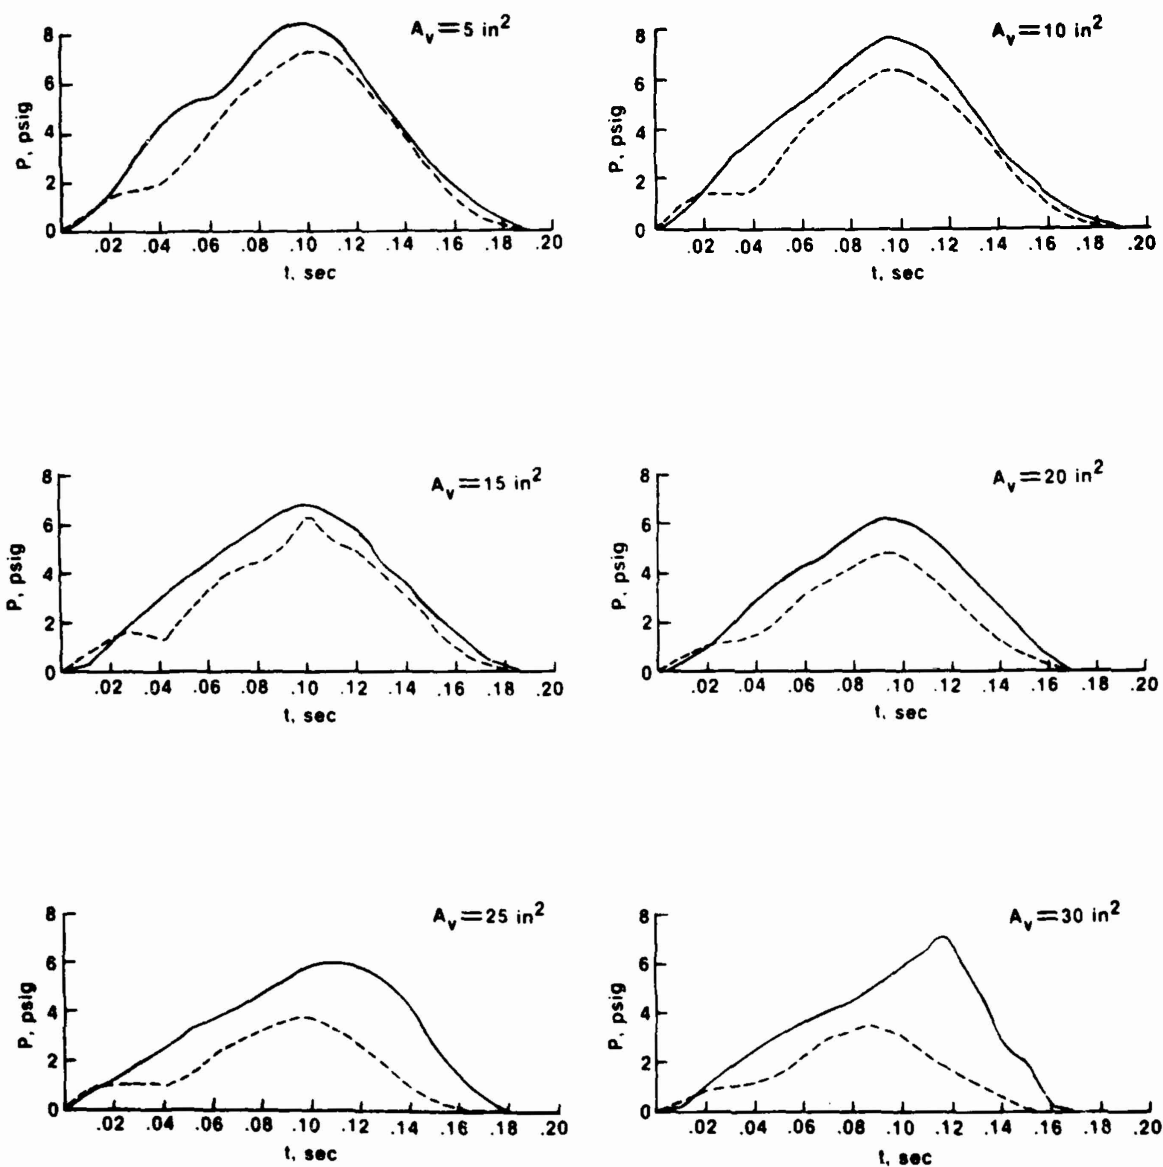 A_v=5 in²
8
6
4
2
0
P, psig
.02 .04 .06 .08 .10 .12 .14 .16 .18 .20
t, sec
A_v=10 in²
8
6
4
2
0
P, psig
.02 .04 .06 .08 .10 .12 .14 .16 .18 .20
t, sec
A_v=15 in²
8
6
4
2
0
P, psig
.02 .04 .06 .08 .10 .12 .14 .16 .18 .20
t, sec
A_v=20 in²
8
6
4
2
0
P, psig
.02 .04 .06 .08 .10 .12 .14 .16 .18 .20
t, sec
A_v=25 in²
8
6
4
2
0
P, psig
.02 .04 .06 .08 .10 .12 .14 .16 .18 .20
t, sec
A_v=30 in²
8
6
4
2
0
P, psig
.02 .04 .06 .08 .10 .12 .14 .16 .18 .20
t, sec